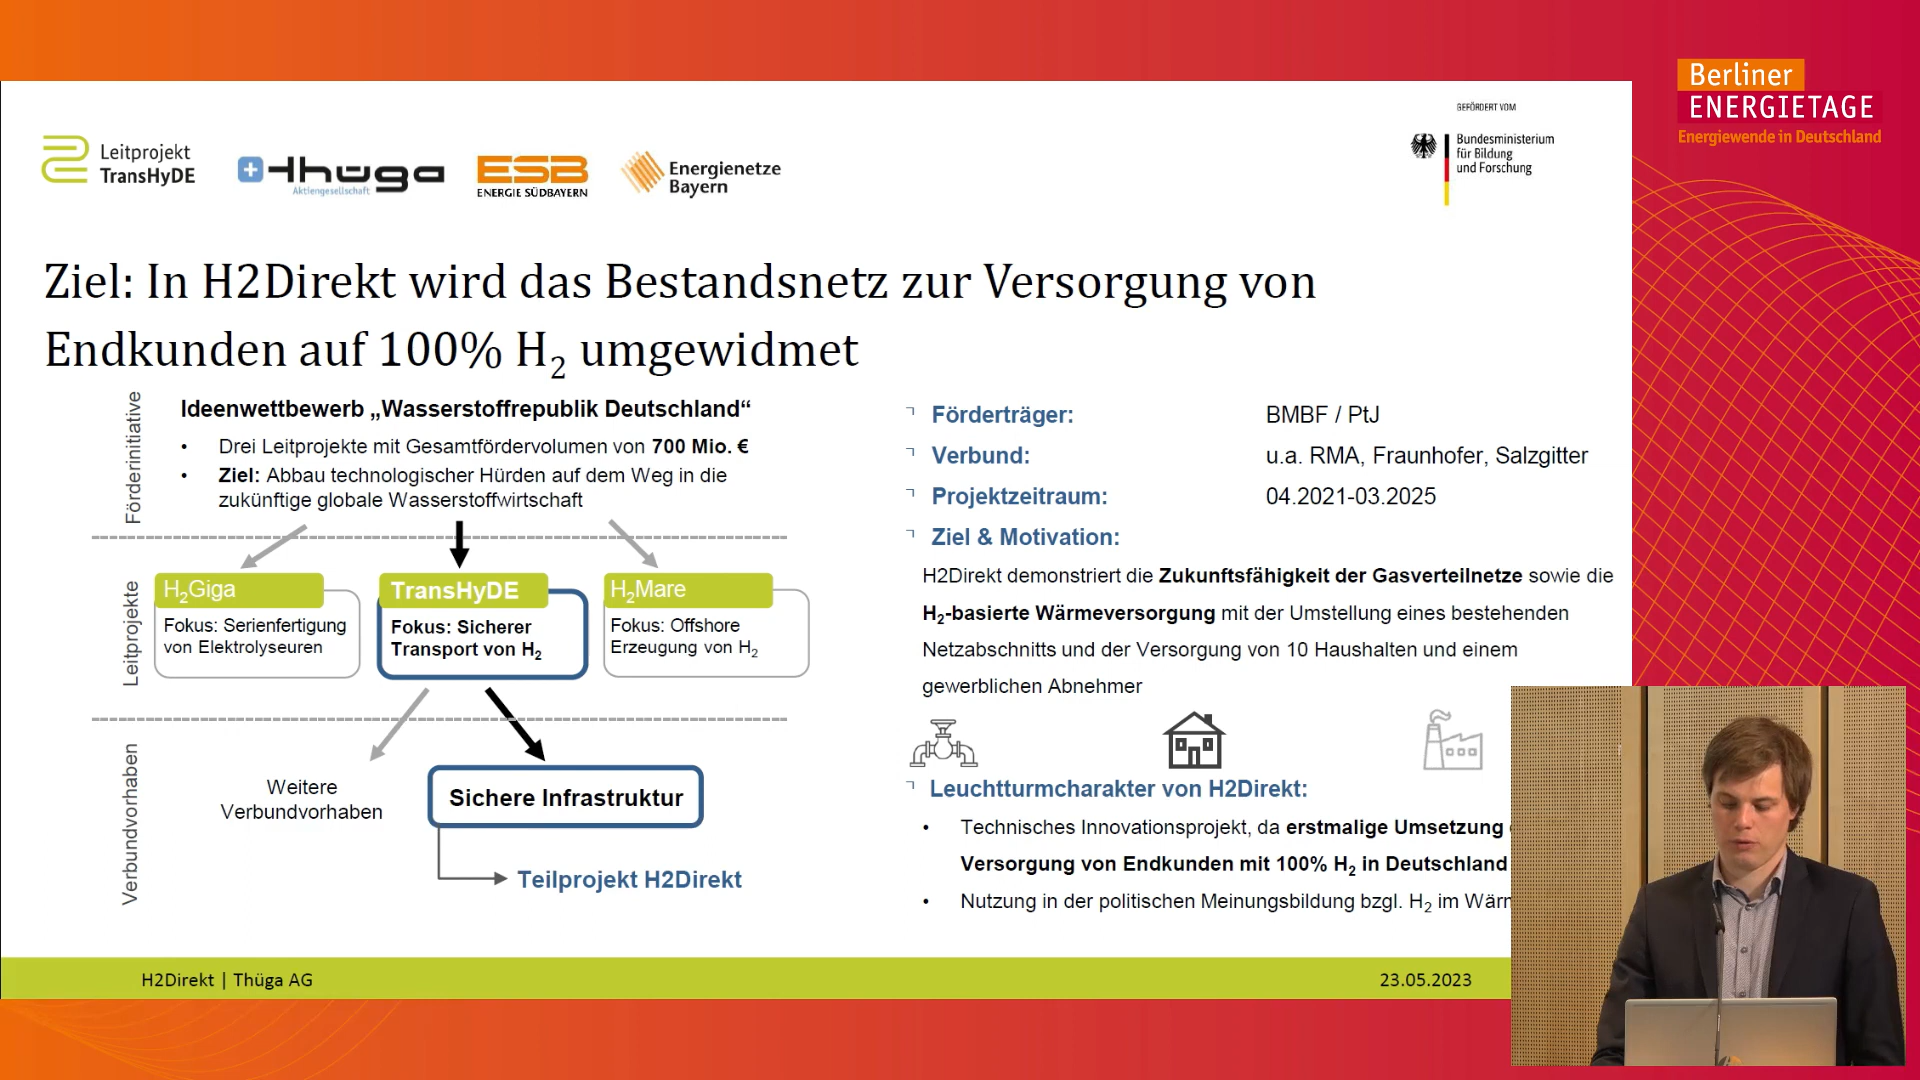 Berliner
ENERGIETAGE
Energiewende in Deutschland
GEFÖRDERT VOM
Bundesministerium
für Bildung
und Forschung
Leitprojekt
TransHyDE
thüga
Aktiengesellschaft
ESB
ENERGIE SÜDBAYERN
Energienetze
Bayern
Ziel: In H2Direkt wird das Bestandsnetz zur Versorgung von
Endkunden auf 100% H₂ umgewidmet
Förderinitiative
Ideenwettbewerb „Wasserstoffrepublik Deutschland“
• Drei Leitprojekte mit Gesamtfördervolumen von 700 Mio. €
• Ziel: Abbau technologischer Hürden auf dem Weg in die
zukünftige globale Wasserstoffwirtschaft
Leitprojekte
H₂Giga
Fokus: Serienfertigung
von Elektrolyseuren
TransHyDE
Fokus: Sicherer
Transport von H₂
H₂Mare
Fokus: Offshore
Erzeugung von H₂
Verbundvorhaben
Weitere
Verbundvorhaben
Sichere Infrastruktur
Teilprojekt H2Direkt
Förderträger: BMBF / PtJ
Verbund: u.a. RMA, Fraunhofer, Salzgitter
Projektzeitraum: 04.2021-03.2025
Ziel & Motivation:
H2Direkt demonstriert die Zukunftsfähigkeit der Gasverteilnetze sowie die
H₂-basierte Wärmeversorgung mit der Umstellung eines bestehenden
Netzabschnitts und der Versorgung von 10 Haushalten und einem
gewerblichen Abnehmer
Leuchtturmcharakter von H2Direkt:
• Technisches Innovationsprojekt, da erstmalige Umsetzung
Versorgung von Endkunden mit 100% H₂ in Deutschland
• Nutzung in der politischen Meinungsbildung bzgl. H₂ im
H2Direkt | Thüga AG
23.05.2023